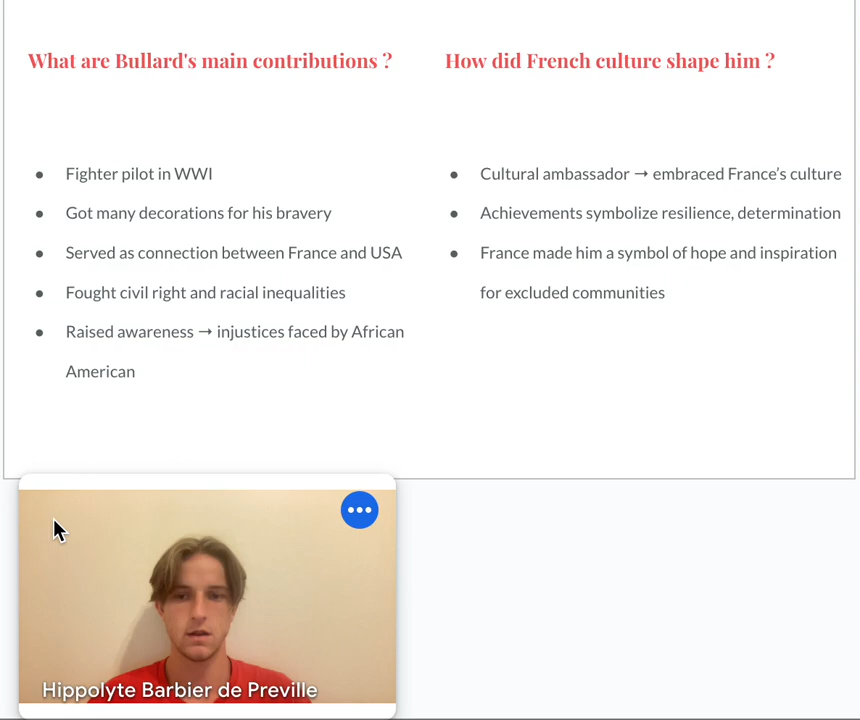 What are Bullard's main contributions ?
● Fighter pilot in WWI
● Got many decorations for his bravery
● Served as connection between France and USA
● Fought civil right and racial inequalities
● Raised awareness → injustices faced by African
American
How did French culture shape him ?
● Cultural ambassador → embraced France’s culture
● Achievements symbolize resilience, determination
● France made him a symbol of hope and inspiration
for excluded communities
Hippolyte Barbier de Preville